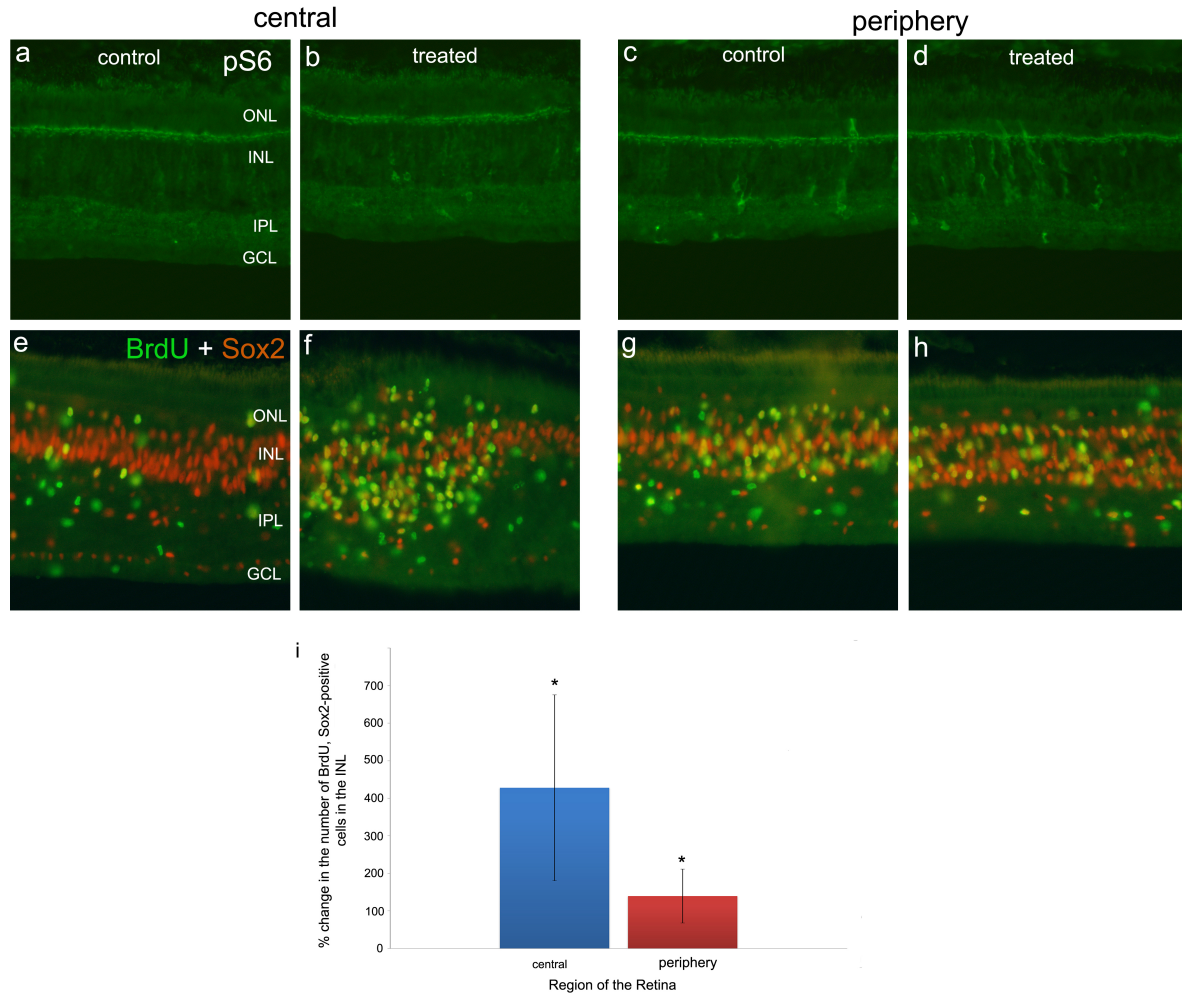 central
periphery
a control pS6
b treated
c control
d treated
ONL
INL
IPL
GCL
e BrdU + Sox2
f
g
h
ONL
INL
IPL
GCL
i
% change in the number of BrdU, Sox2-positive
cells in the INL
700
600
500
400
300
200
100
0
*
*
central
periphery
Region of the Retina